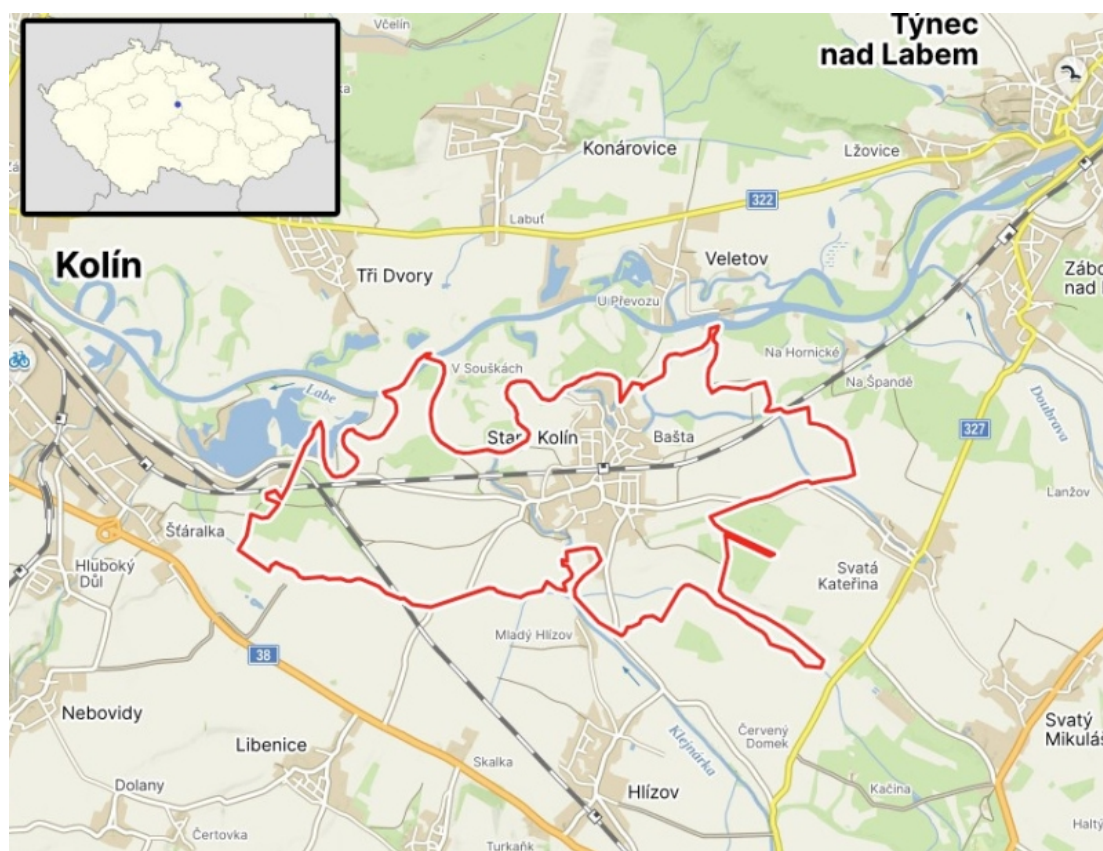 Včelín
Týnec
nad Labem
Konárovice
Lžovice
322
Labuť
Kolín
Tři Dvory
Veletov
Zábo
nad
U Převozu
Labe
V Souškách
Na Hornické
Na Špandě
Doubrava
327
Star Kolín
Bašta
Lanžov
Šťáralka
Hluboký
Důl
Svatá
Kateřina
Mladý Hlízov
38
Nebovidy
Klejnárka
Červený
Domek
Svatý
Mikuláš
Libenice
Skalka
Dolany
Hlízov
Kačina
Čertovka
Turkaňk
Haltý